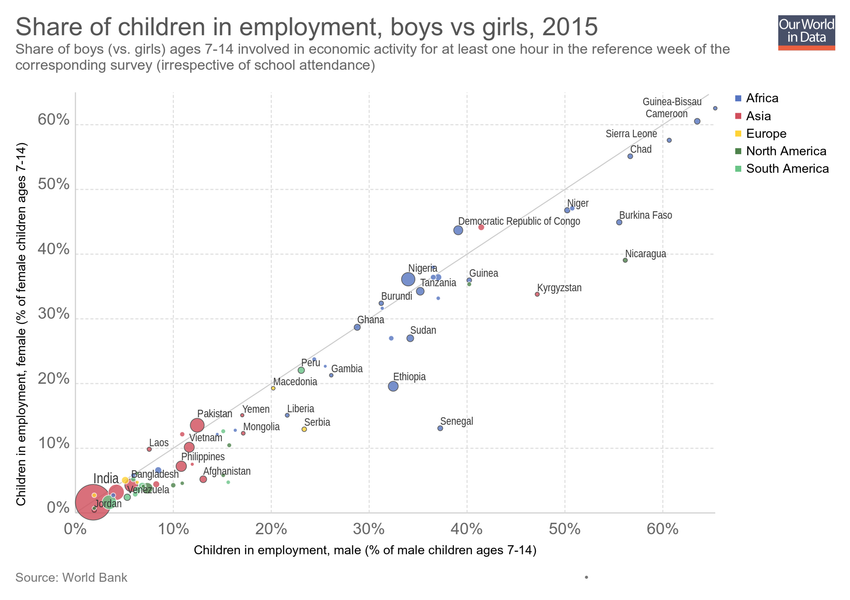 Share of children in employment, boys vs girls, 2015
Our World
in Data
Share of boys (vs. girls) ages 7-14 involved in economic activity for at least one hour in the reference week of the
corresponding survey (irrespective of school attendance)
Children in employment, female (% of female children ages 7-14)
60%
50%
40%
30%
20%
10%
0%
Guinea-Bissau
Cameroon
Sierra Leone
Chad
Niger
Burkina Faso
Democratic Republic of Congo
Nicaragua
Nigeria
Guinea
Tanzania
Kyrgyzstan
Burundi
Ghana
Sudan
Peru
Gambia
Ethiopia
Macedonia
Pakistan
Yemen
Liberia
Serbia
Senegal
Mongolia
Laos
Vietnam
Philippines
India
Bangladesh
Afghanistan
Venezuela
Jordan
0%
10%
20%
30%
40%
50%
60%
Children in employment, male (% of male children ages 7-14)
Africa
Asia
Europe
North America
South America
Source: World Bank